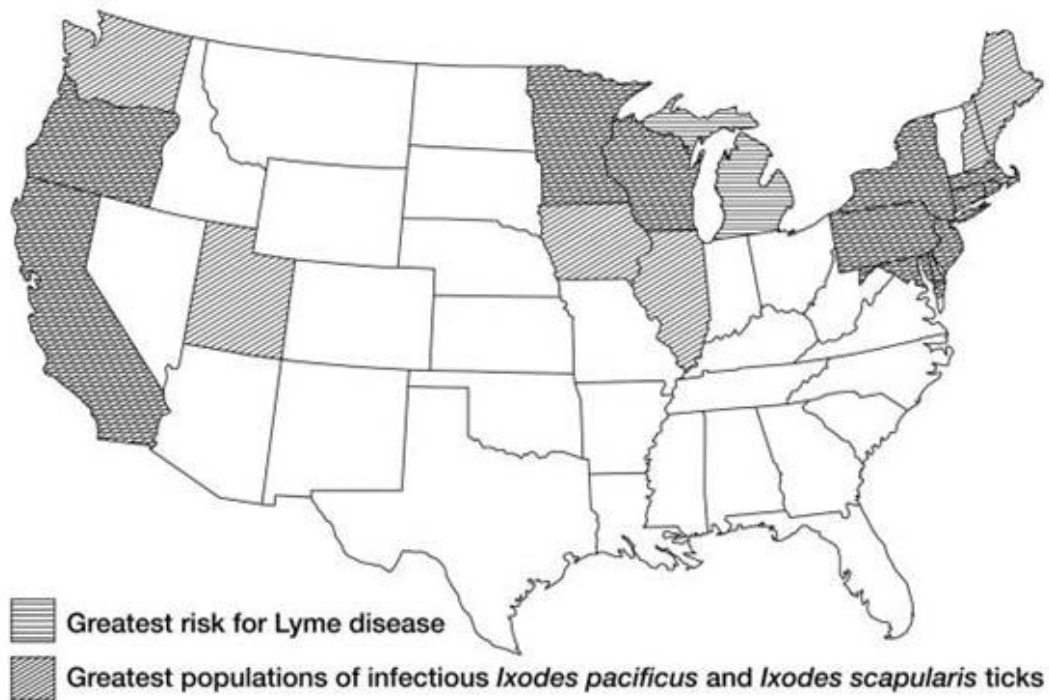 Greatest risk for Lyme disease
Greatest populations of infectious Ixodes pacificus and Ixodes scapularis ticks